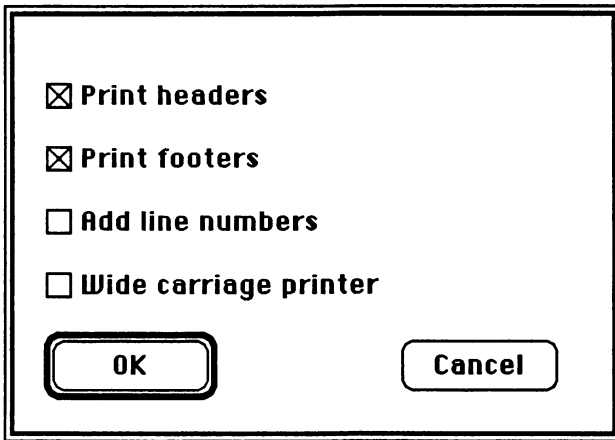 Print headers
Print footers
Add line numbers
Wide carriage printer
OK
Cancel